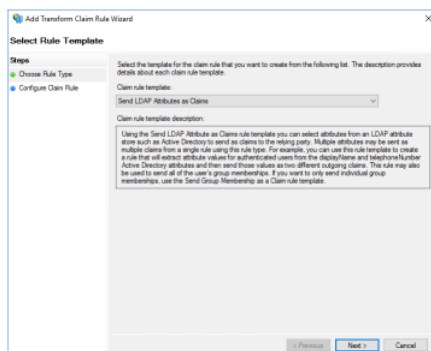 Add Transform Claim Rule Wizard
Select Rule Template
Steps
Choose Rule Type
Configure Claim Rule
Select the template for the claim rule that you want to create from the following list. The description provides
details about each claim rule template.
Claim rule template:
Send LDAP Attributes as Claims
Claim rule template description:
Using the Send LDAP Attribute as Claims rule template you can select attributes from an LDAP attribute
store such as Active Directory to send as claims to the relying party. Multiple attributes may be sent as
multiple claims from a single rule using this rule type. For example, you can use this rule template to create
a rule that will extract attribute values for authenticated users from the displayName and telephoneNumber
Active Directory attributes and then send those values as two different outgoing claims. This rule may also
be used to send all of the user's group memberships. If you want to only send individual group
memberships, use the Send Group Membership as a Claim rule template.
< Previous
Next >
Cancel